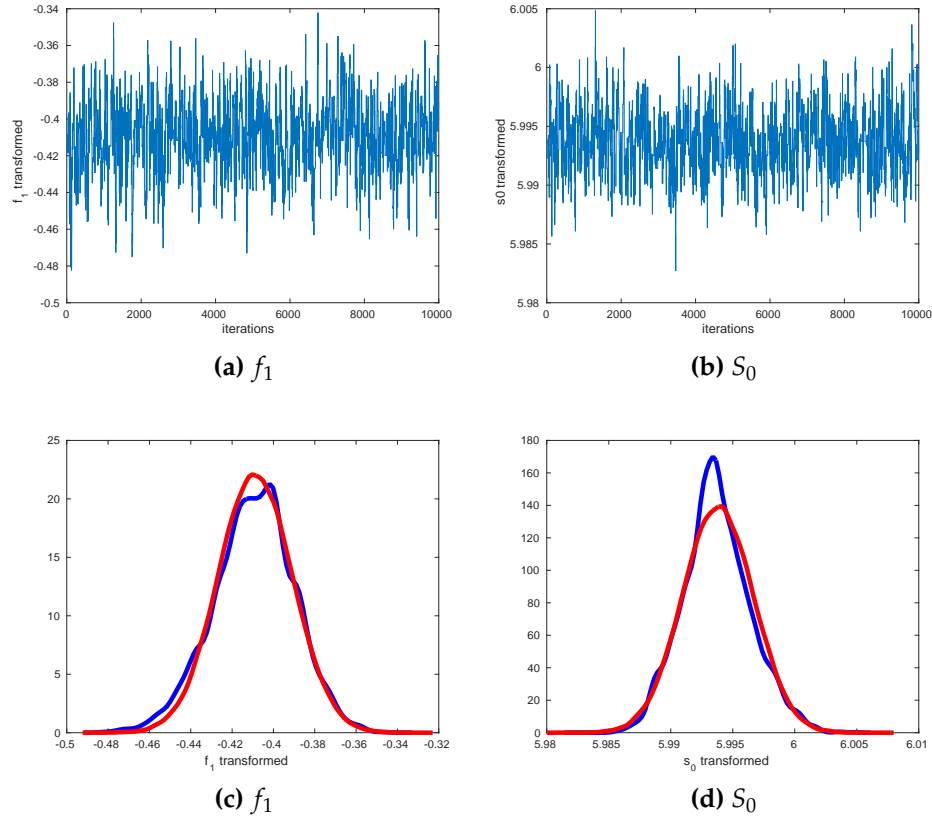 -0.34
-0.36
-0.38
-0.4
-0.42
-0.44
-0.46
-0.48
-0.5
f1 transformed
0 2000 4000 6000 8000 10000
iterations
(a) f1
6.005
6
5.995
5.99
5.985
5.98
s0 transformed
0 2000 4000 6000 8000 10000
iterations
(b) S0
25
20
15
10
5
0
-0.5 -0.48 -0.46 -0.44 -0.42 -0.4 -0.38 -0.36 -0.34 -0.32
f1 transformed
(c) f1
180
160
140
120
100
80
60
40
20
0
5.98 5.985 5.99 5.995 6 6.005 6.01
s0 transformed
(d) S0